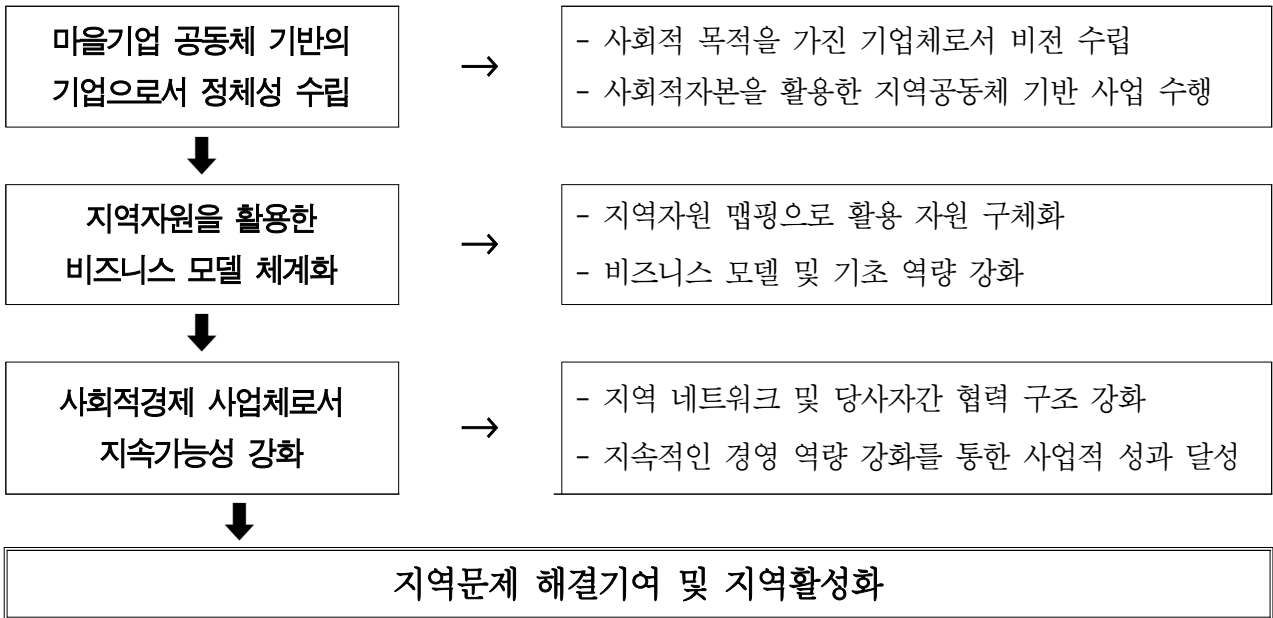 마을기업 공동체 기반의
기업으로서 정체성 수립
→
- 사회적 목적을 가진 기업체로서 비전 수립
- 사회적자본을 활용한 지역공동체 기반 사업 수행
지역자원을 활용한
비즈니스 모델 체계화
→
- 지역자원 맵핑으로 활용 자원 구체화
- 비즈니스 모델 및 기초 역량 강화
사회적경제 사업체로서
지속가능성 강화
→
- 지역 네트워크 및 당사자간 협력 구조 강화
- 지속적인 경영 역량 강화를 통한 사업적 성과 달성
지역문제 해결기여 및 지역활성화